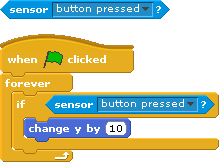 sensor button pressed ?
when clicked
forever
if sensor button pressed ?
change y by 10